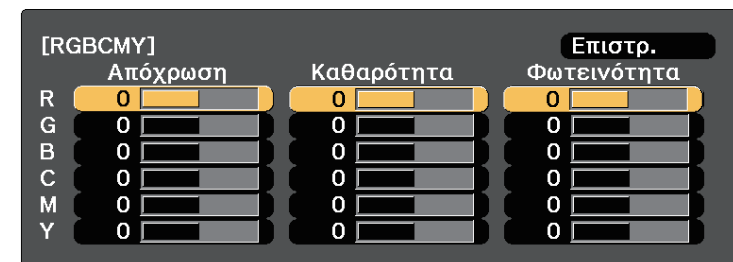 [RGBCMY] Επιστρ.
Απόχρωση Καθαρότητα Φωτεινότητα
R 0 0 0
G 0 0 0
B 0 0 0
C 0 0 0
M 0 0 0
Y 0 0 0